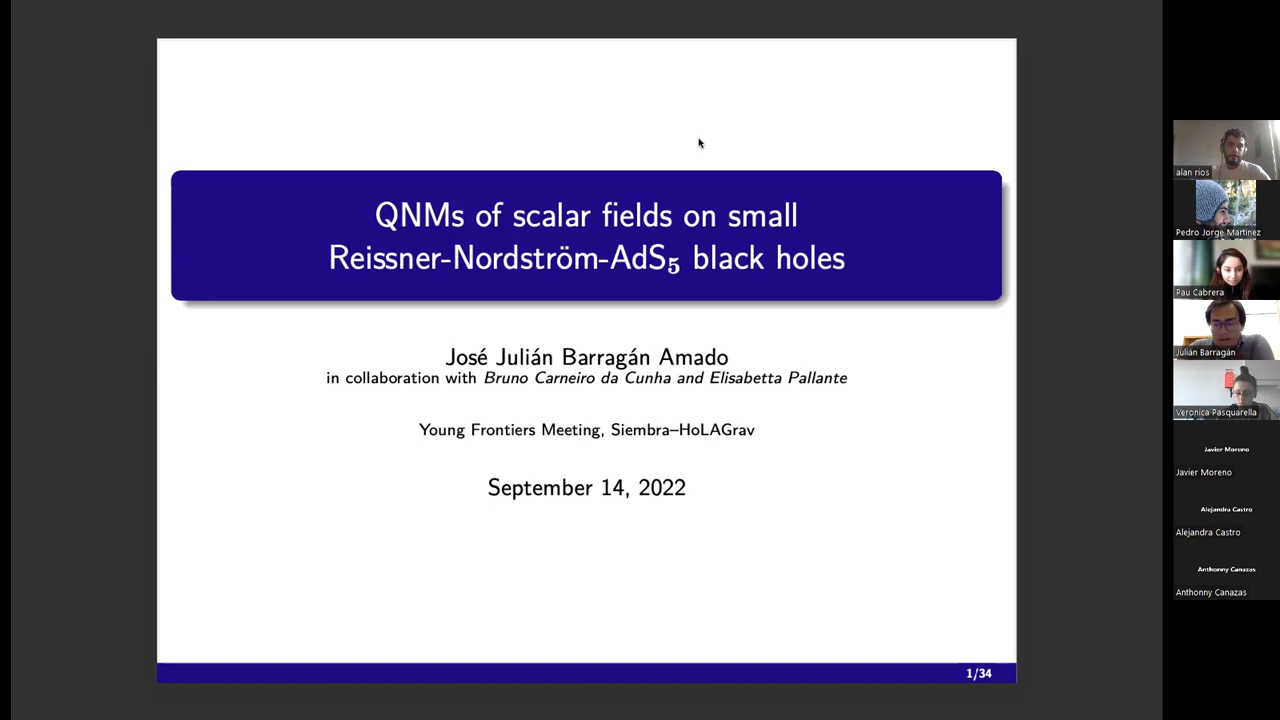 QNMs of scalar fields on small
Reissner-Nordström-AdS5 black holes
José Julián Barragán Amado
in collaboration with Bruno Carneiro da Cunha and Elisabetta Pallante
Young Frontiers Meeting, Siembra–HoLAGrav
September 14, 2022
1/34
alan rios
Pedro Jorge Martinez
Pau Cabrera
Julián Barragán
Veronica Pasquarella
Javier Moreno
Javier Moreno
Alejandra Castro
Alejandra Castro
Anthonny Canazas
Anthonny Canazas